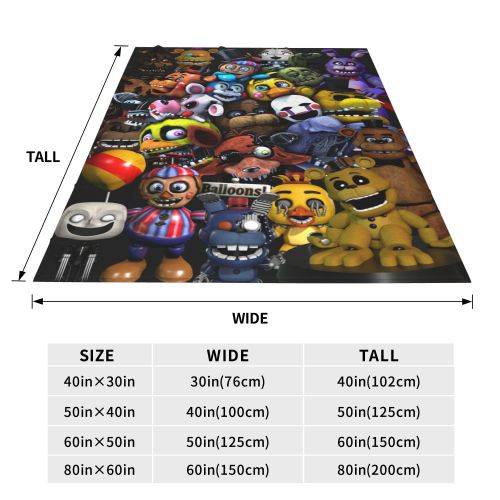 TALL
Balloons!
WIDE
SIZE WIDE TALL
40in×30in 30in(76cm) 40in(102cm)
50in×40in 40in(100cm) 50in(125cm)
60in×50in 50in(125cm) 60in(150cm)
80in×60in 60in(150cm) 80in(200cm)